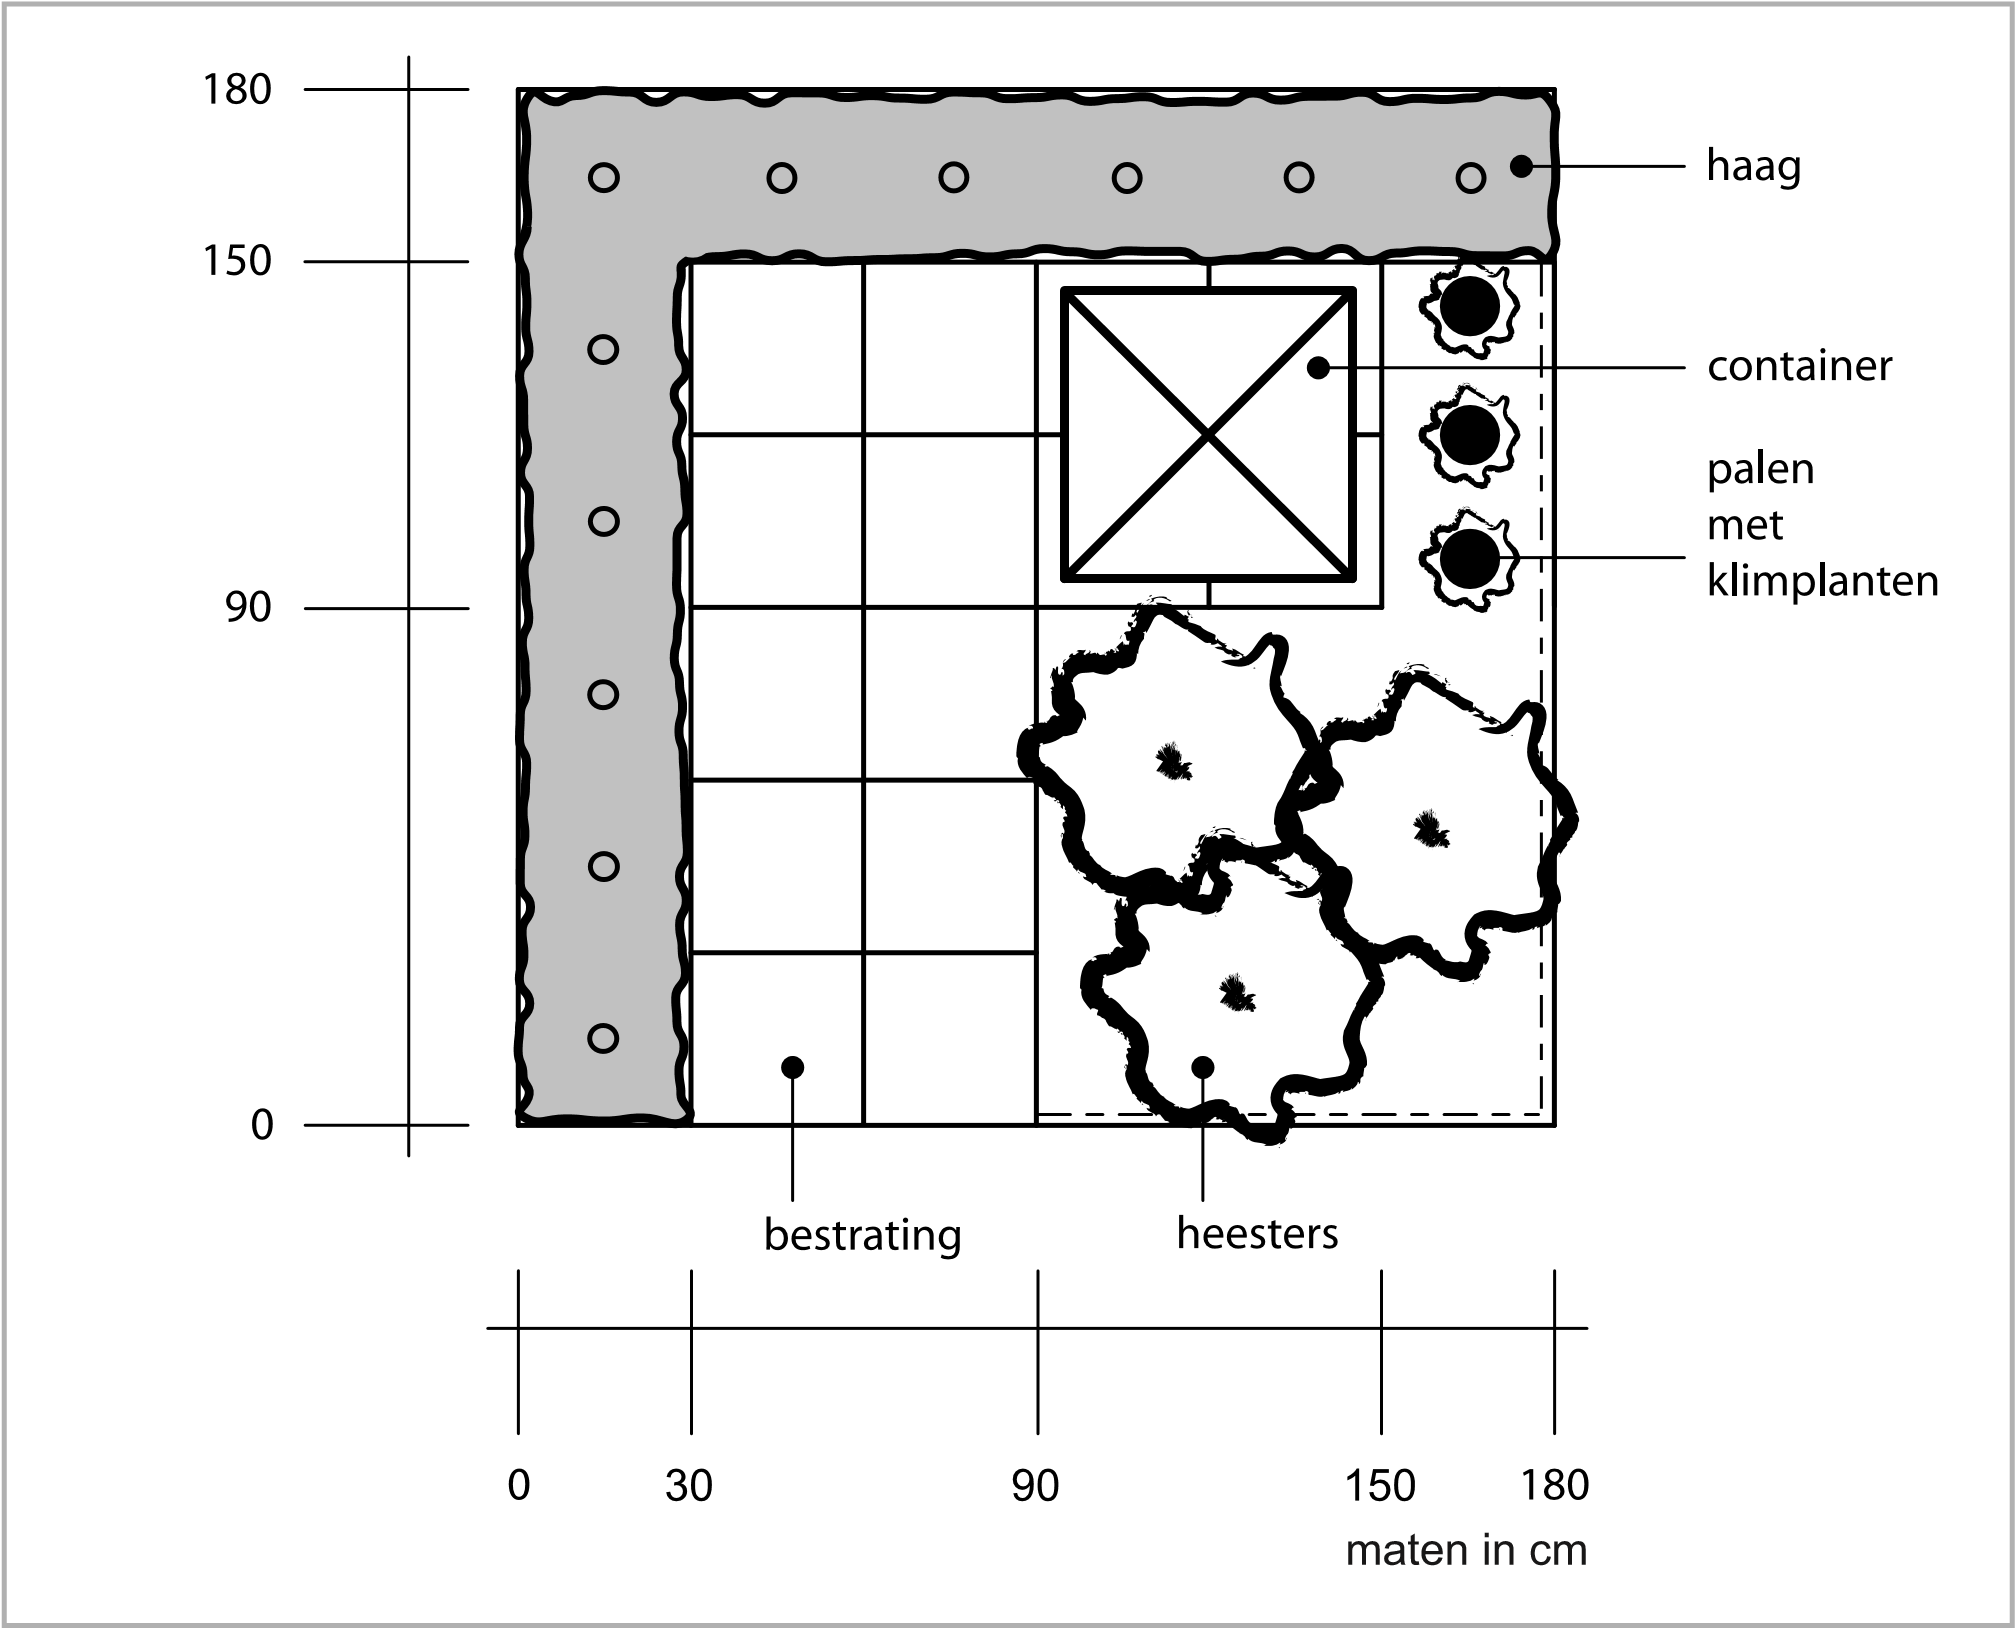 180
haag
150
container
palen
met
klimplanten
90
0
bestrating
heesters
0 30 90 150 180
maten in cm